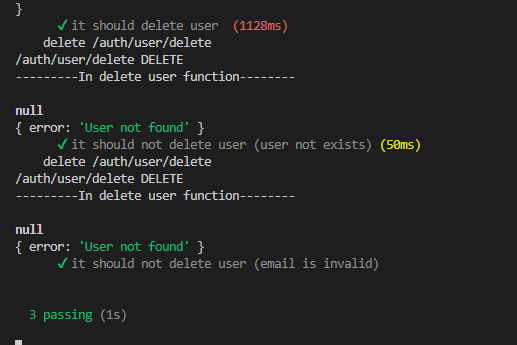 }
✓ it should delete user (1128ms)
delete /auth/user/delete
/auth/user/delete DELETE
---------In delete user function--------
null
{ error: 'User not found' }
✓ it should not delete user (user not exists) (50ms)
delete /auth/user/delete
/auth/user/delete DELETE
---------In delete user function--------
null
{ error: 'User not found' }
✓ it should not delete user (email is invalid)
3 passing (1s)